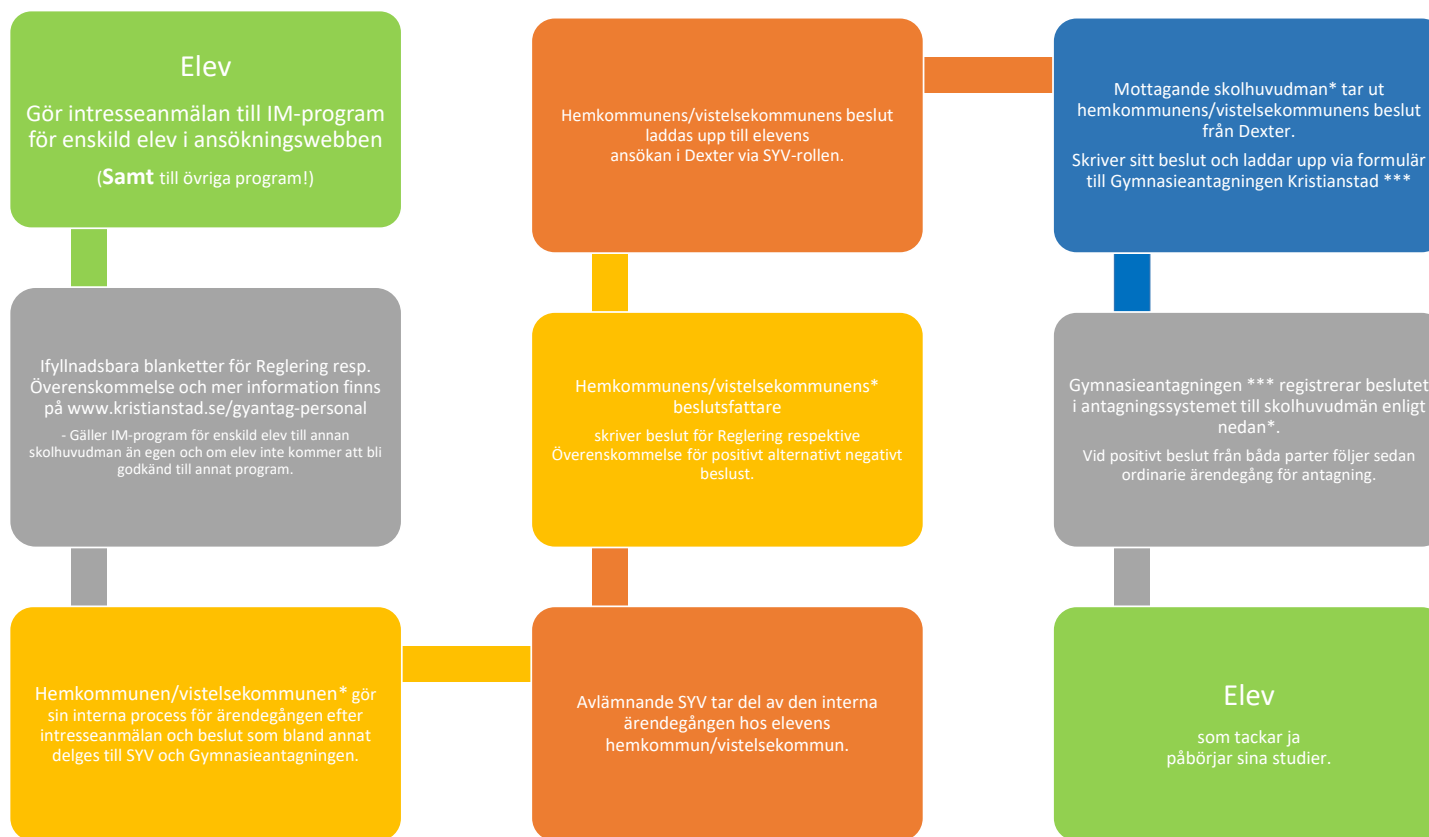 Elev
Gör intresseanmälan till IM-program
för enskild elev i ansökningswebben
(Samt till övriga program!)
Ifyllnadsbara blanketter för Reglering resp.
Överenskommelse och mer information finns
på www.kristianstad.se/gyantag-personal
- Gäller IM-program för enskild elev till annan
skolhuvudman än egen och om elev inte kommer att bli
godkänd till annat program.
Hemkommunen/vistelsekommunen* gör
sin interna process för ärendegången efter
intresseanmälan och beslut som bland annat
delges till SYV och Gymnasieantagningen.
Avlämnande SYV tar del av den interna
ärendegången hos elevens
hemkommun/vistelsekommun.
Hemkommunens/vistelsekommunens*
beslutsfattare
skriver beslut för Reglering respektive
Överenskommelse för positivt alternativt negativt
beslust.
Hemkommunens/vistelsekommunens beslut
laddas upp till elevens
ansökan i Dexter via SYV-rollen.
Mottagande skolhuvudman* tar ut
hemkommunens/vistelsekommunens beslut
från Dexter.
Skriver sitt beslut och laddar upp via formulär
till Gymnasieantagningen Kristianstad ***
Gymnasieantagningen *** registrerar beslutet
i antagningssystemet till skolhuvudmän enligt
nedan*.
Vid positivt beslut från båda parter följer sedan
ordinarie ärendegång för antagning.
Elev
som tackar ja
påbörjar sina studier.